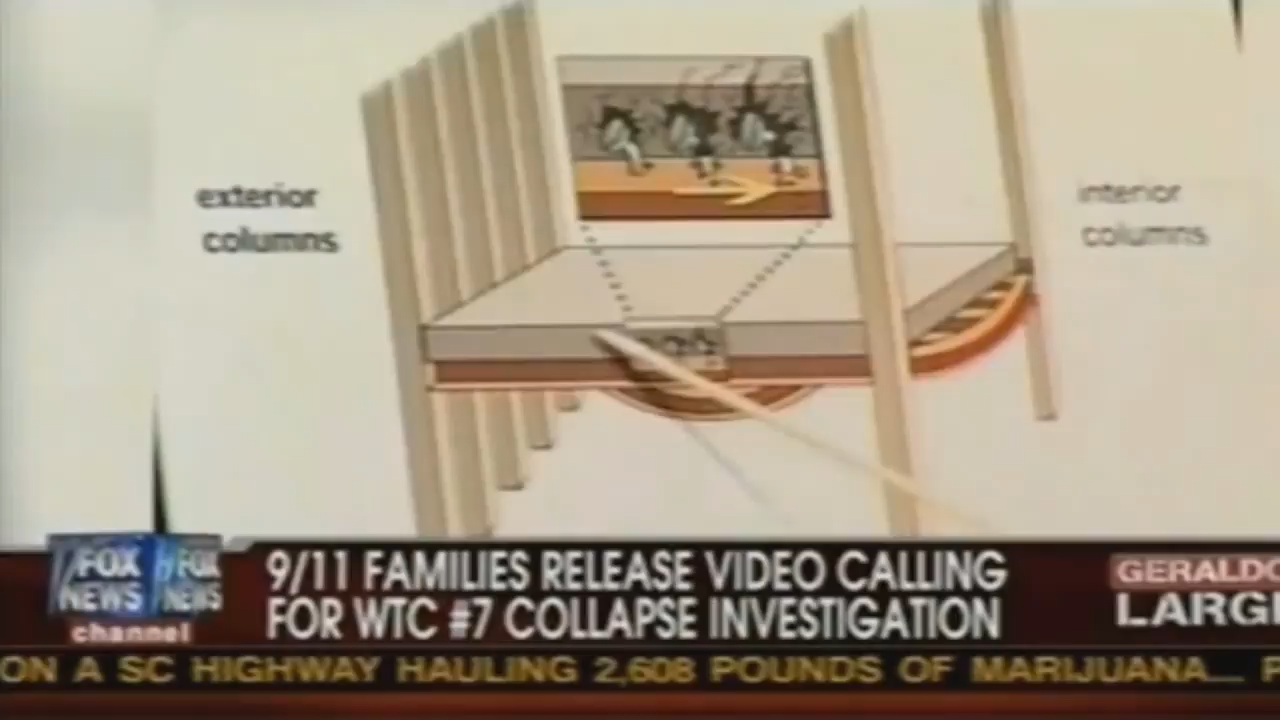 exterior
columns
interior
columns
FOX
NEWS
channel
FOX
NEWS
9/11 FAMILIES RELEASE VIDEO CALLING
FOR WTC #7 COLLAPSE INVESTIGATION
GERALDO
LARG
ON A SC HIGHWAY HAULING 2,608 POUNDS OF MARIJUANA... P